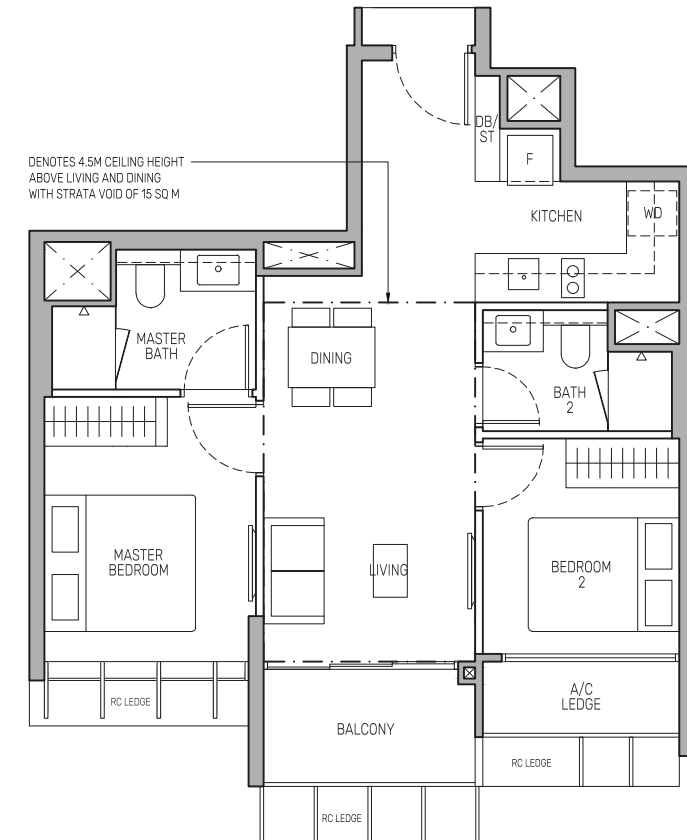 DB/
ST
F
DENOTES 4.5M CEILING HEIGHT
ABOVE LIVING AND DINING
WITH STRATA VOID OF 15 SQ M
KITCHEN
WD
MASTER
BATH
DINING
BATH
2
MASTER
BEDROOM
LIVING
BEDROOM
2
RC LEDGE
A/C
LEDGE
BALCONY
RC LEDGE
RC LEDGE